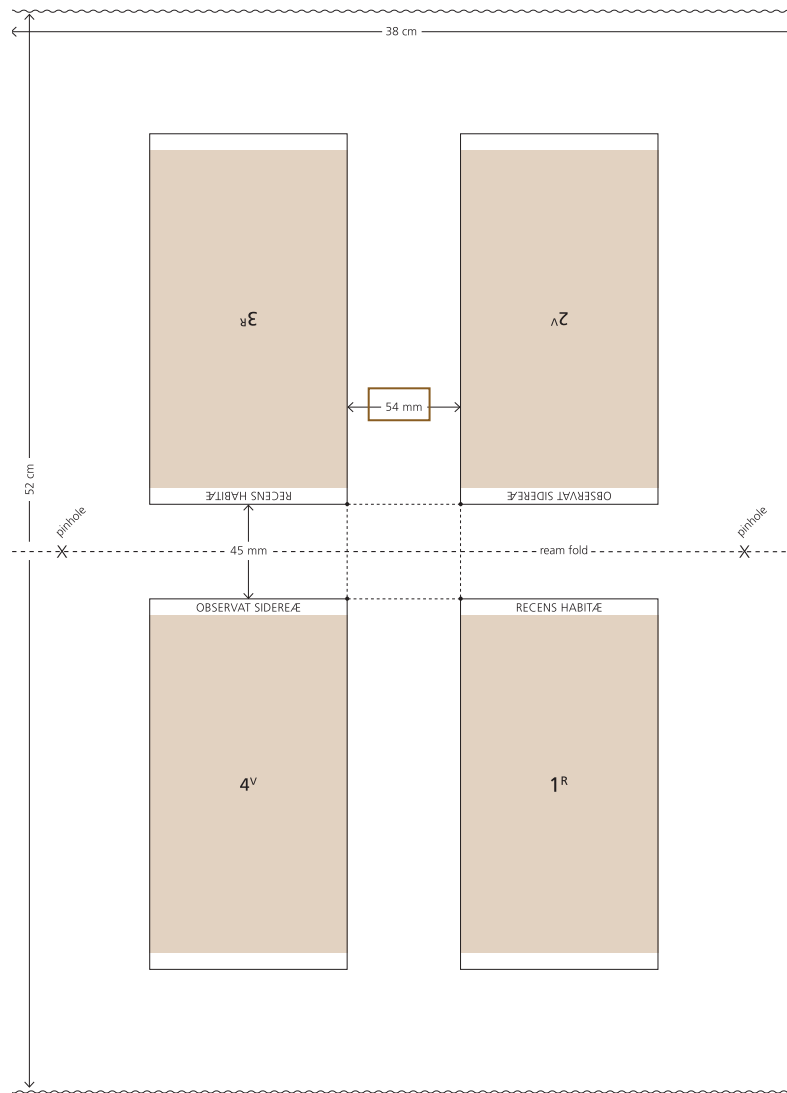 38 cm
3R
2V
54 mm
RECENS HABITÆ
OBSERVAT SIDEREÆ
52 cm
pinhole
pinhole
45 mm
ream fold
OBSERVAT SIDEREÆ
RECENS HABITÆ
4V
1R